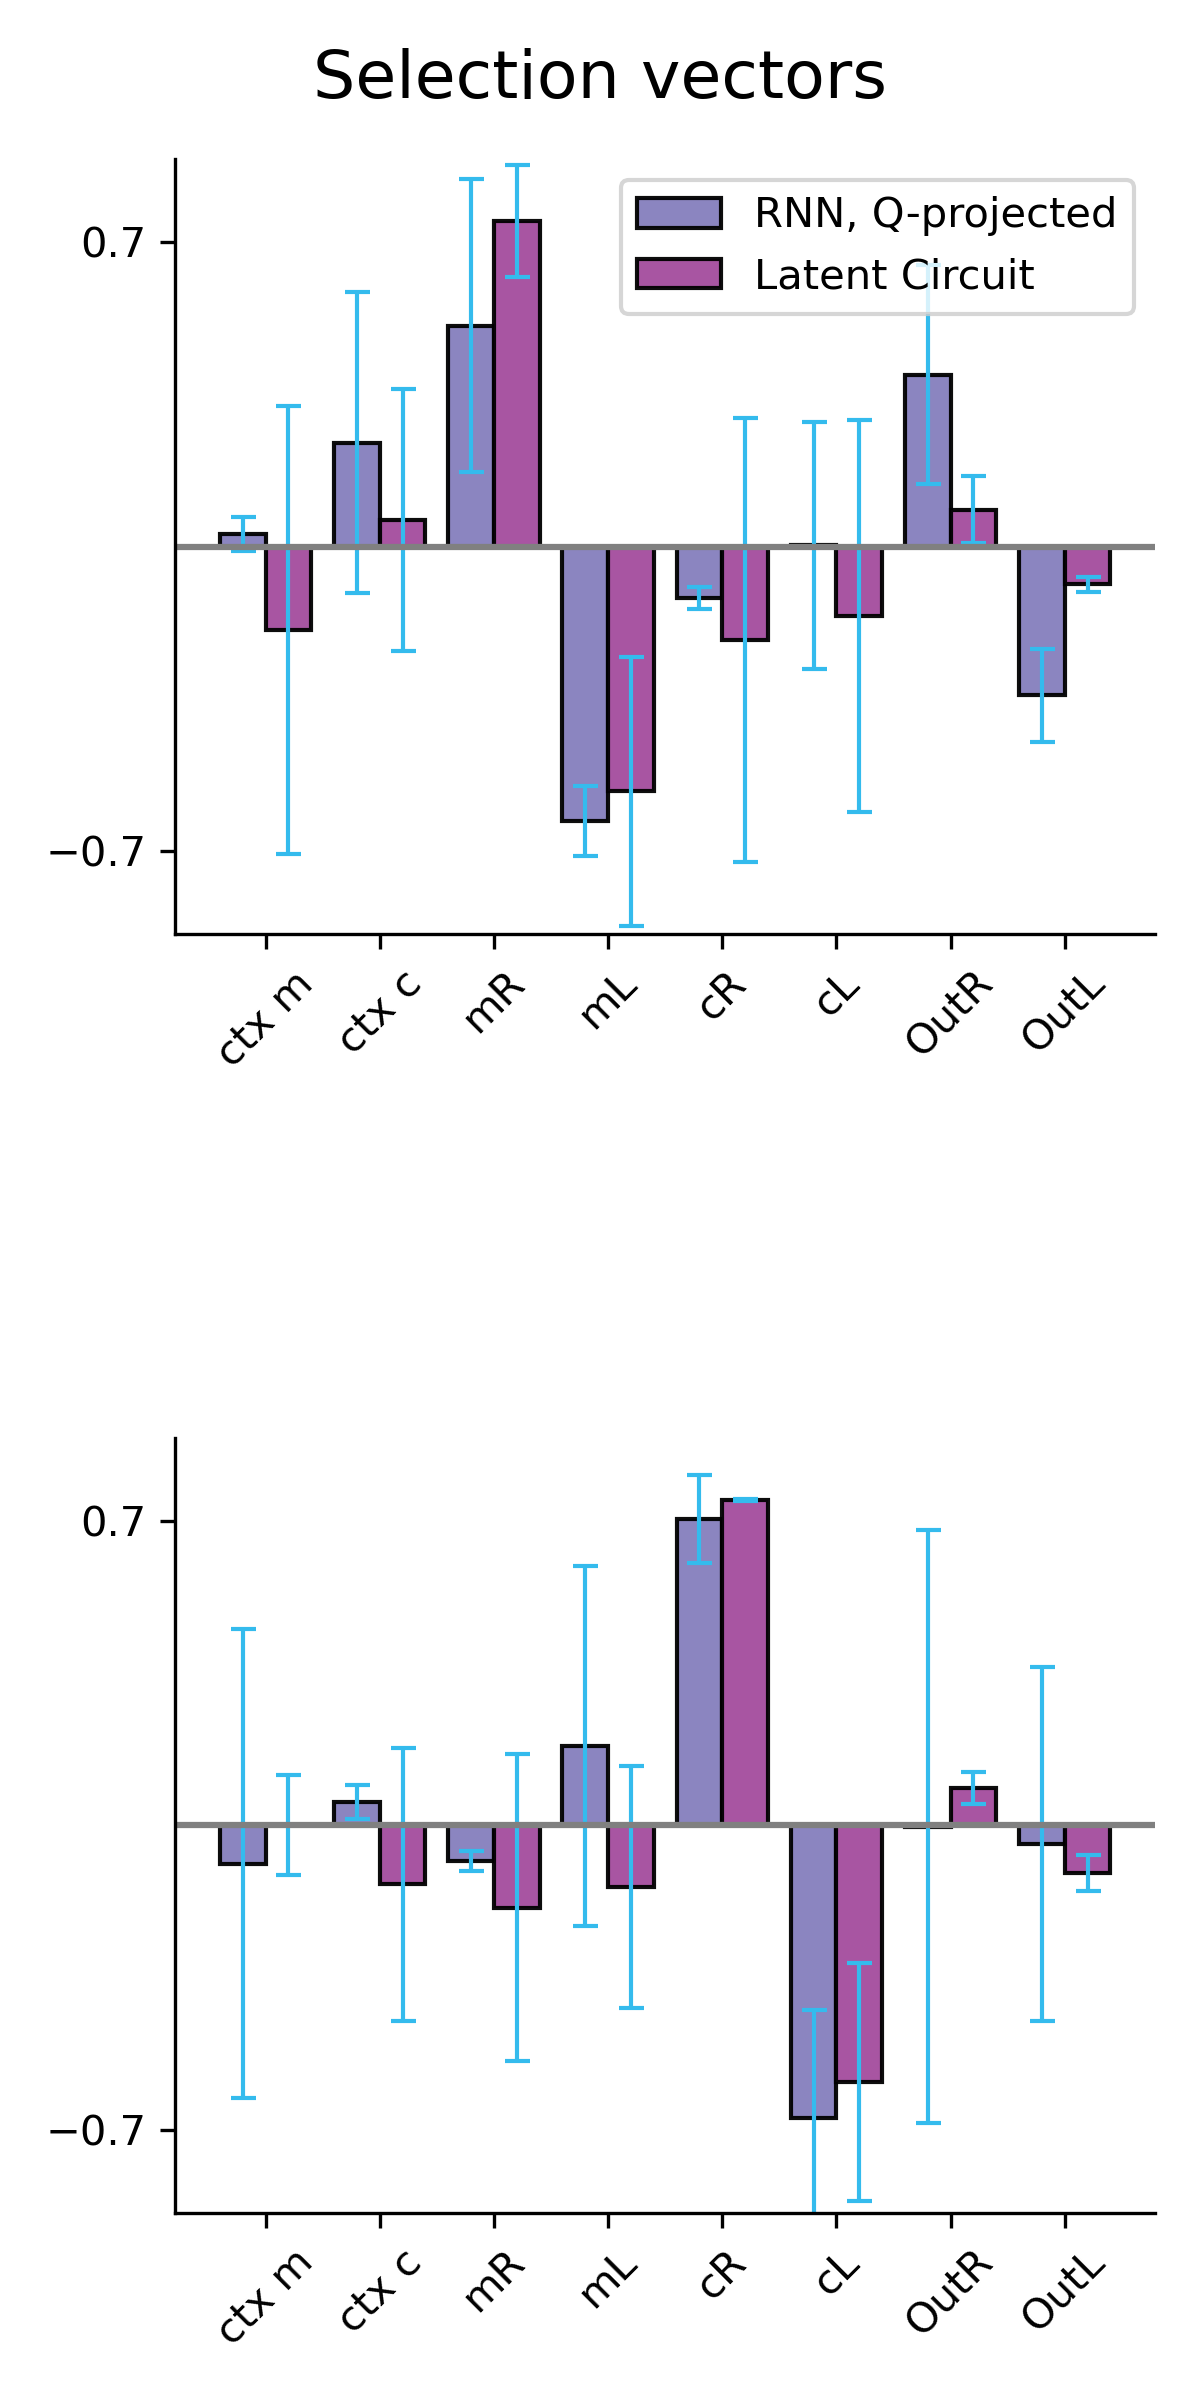 Selection vectors
RNN, Q-projected
Latent Circuit
0.7
−0.7
ctx m
ctx c
mR
mL
cR
cL
OutR
OutL
0.7
−0.7
ctx m
ctx c
mR
mL
cR
cL
OutR
OutL